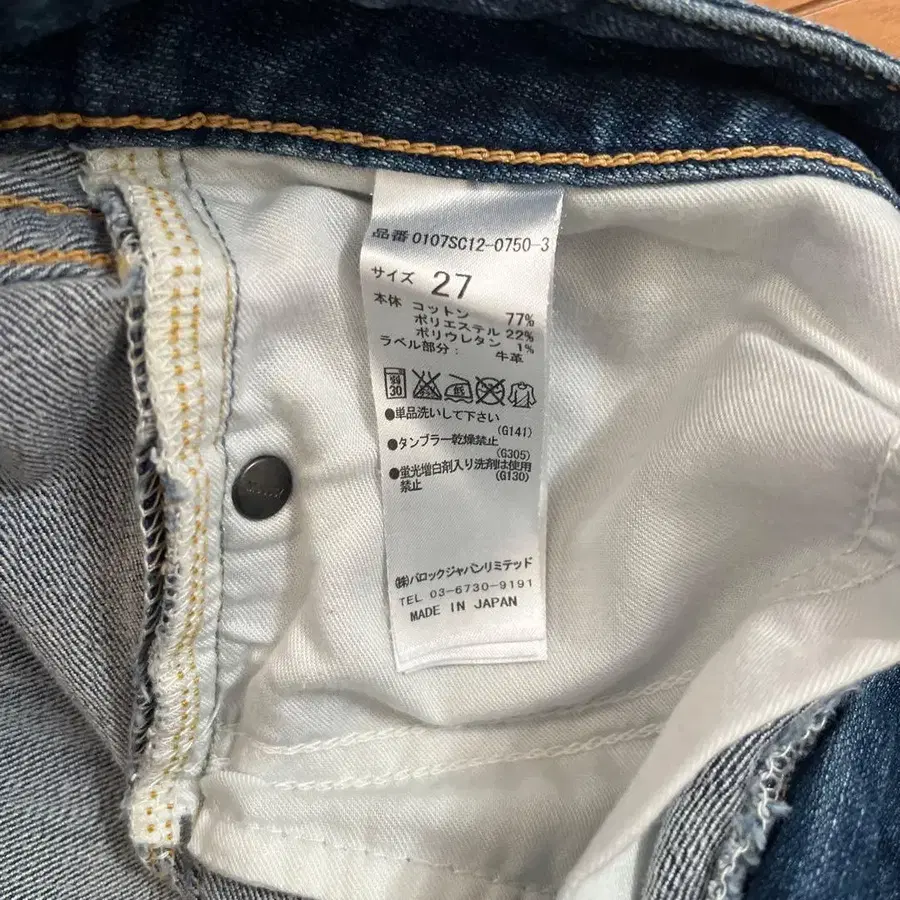 品番 0107SC12-0750-3
サイズ 27
本体 コットン 77%
ポリエステル 22%
ポリウレタン 1%
ラベル部分： 牛革
弱 30 低
●単品洗いして下さい
(G141)
●タンブラー乾燥禁止
(G305)
●蛍光増白剤入り洗剤は使用
禁止 (G130)
㈱バロックジャパンリミテッド
TEL 03-6730-9191
MADE IN JAPAN